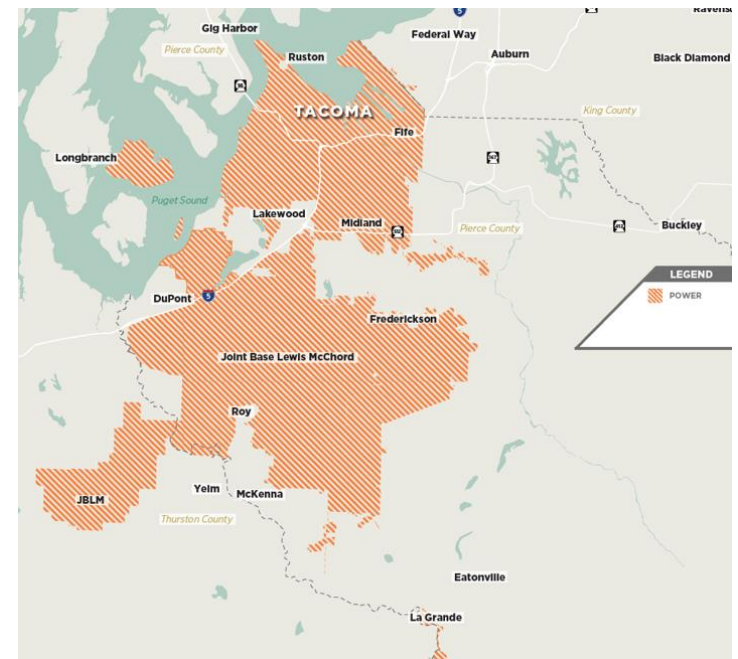 Gig Harbor
Federal Way
Pierce County
Ruston
Auburn
Black Diamond
TACOMA
King County
Fife
Longbranch
Puget Sound
Lakewood
Midland
Pierce County
Buckley
LEGEND
POWER
DuPont
5
Frederickson
Joint Base Lewis McChord
Roy
Yelm
McKenna
JBLM
Thurston County
Eatonville
La Grande